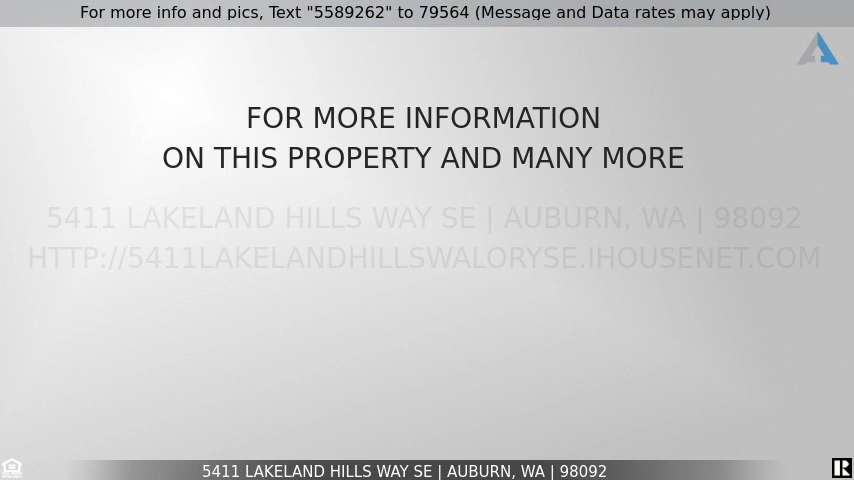 For more info and pics, Text "5589262" to 79564 (Message and Data rates may apply)
FOR MORE INFORMATION
ON THIS PROPERTY AND MANY MORE
5411 LAKELAND HILLS WAY SE | AUBURN, WA | 98092
HTTP://5411LAKELANDHILLSWALORYSE.IHOUSENET.COM
5411 LAKELAND HILLS WAY SE | AUBURN, WA | 98092